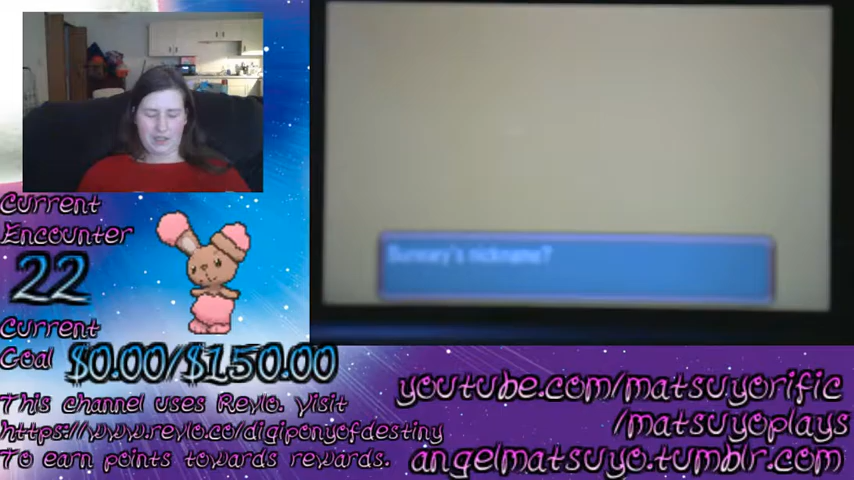 Buneary's nickname?
Current
Encounter
22
Current
Goal $0.00/$150.00
This channel uses Revlo. Visit
https://www.revlo.co/digiponyofdestiny
To earn points towards rewards.
youtube.com/matsuyorific
/matsuyoplays
angelmatsuyo.tumblr.com